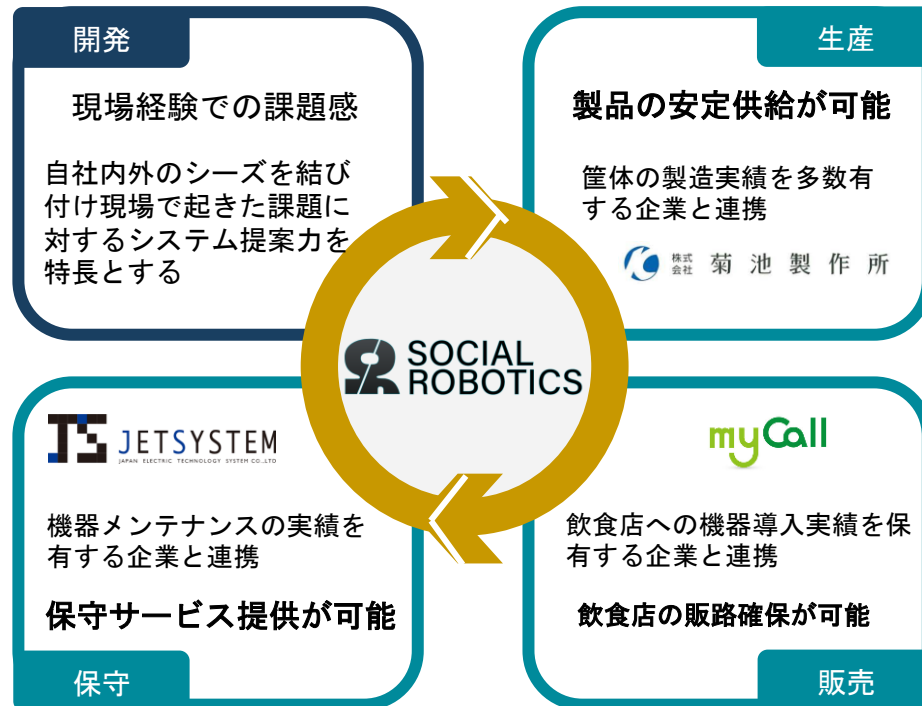 開発
現場経験での課題感
自社内外のシーズを結び
付け現場で起きた課題に
対するシステム提案力を
特長とする
生産
製品の安定供給が可能
筐体の製造実績を多数有
する企業と連携
株式会社 菊池製作所
SOCIAL
ROBOTICS
TS JETSYSTEM
JAPAN ELECTRIC TECHNOLOGY SYSTEM CO.,LTD
機器メンテナンスの実績を
有する企業と連携
保守サービス提供が可能
保守
myCall
飲食店への機器導入実績を保
有する企業と連携
飲食店の販路確保が可能
販売